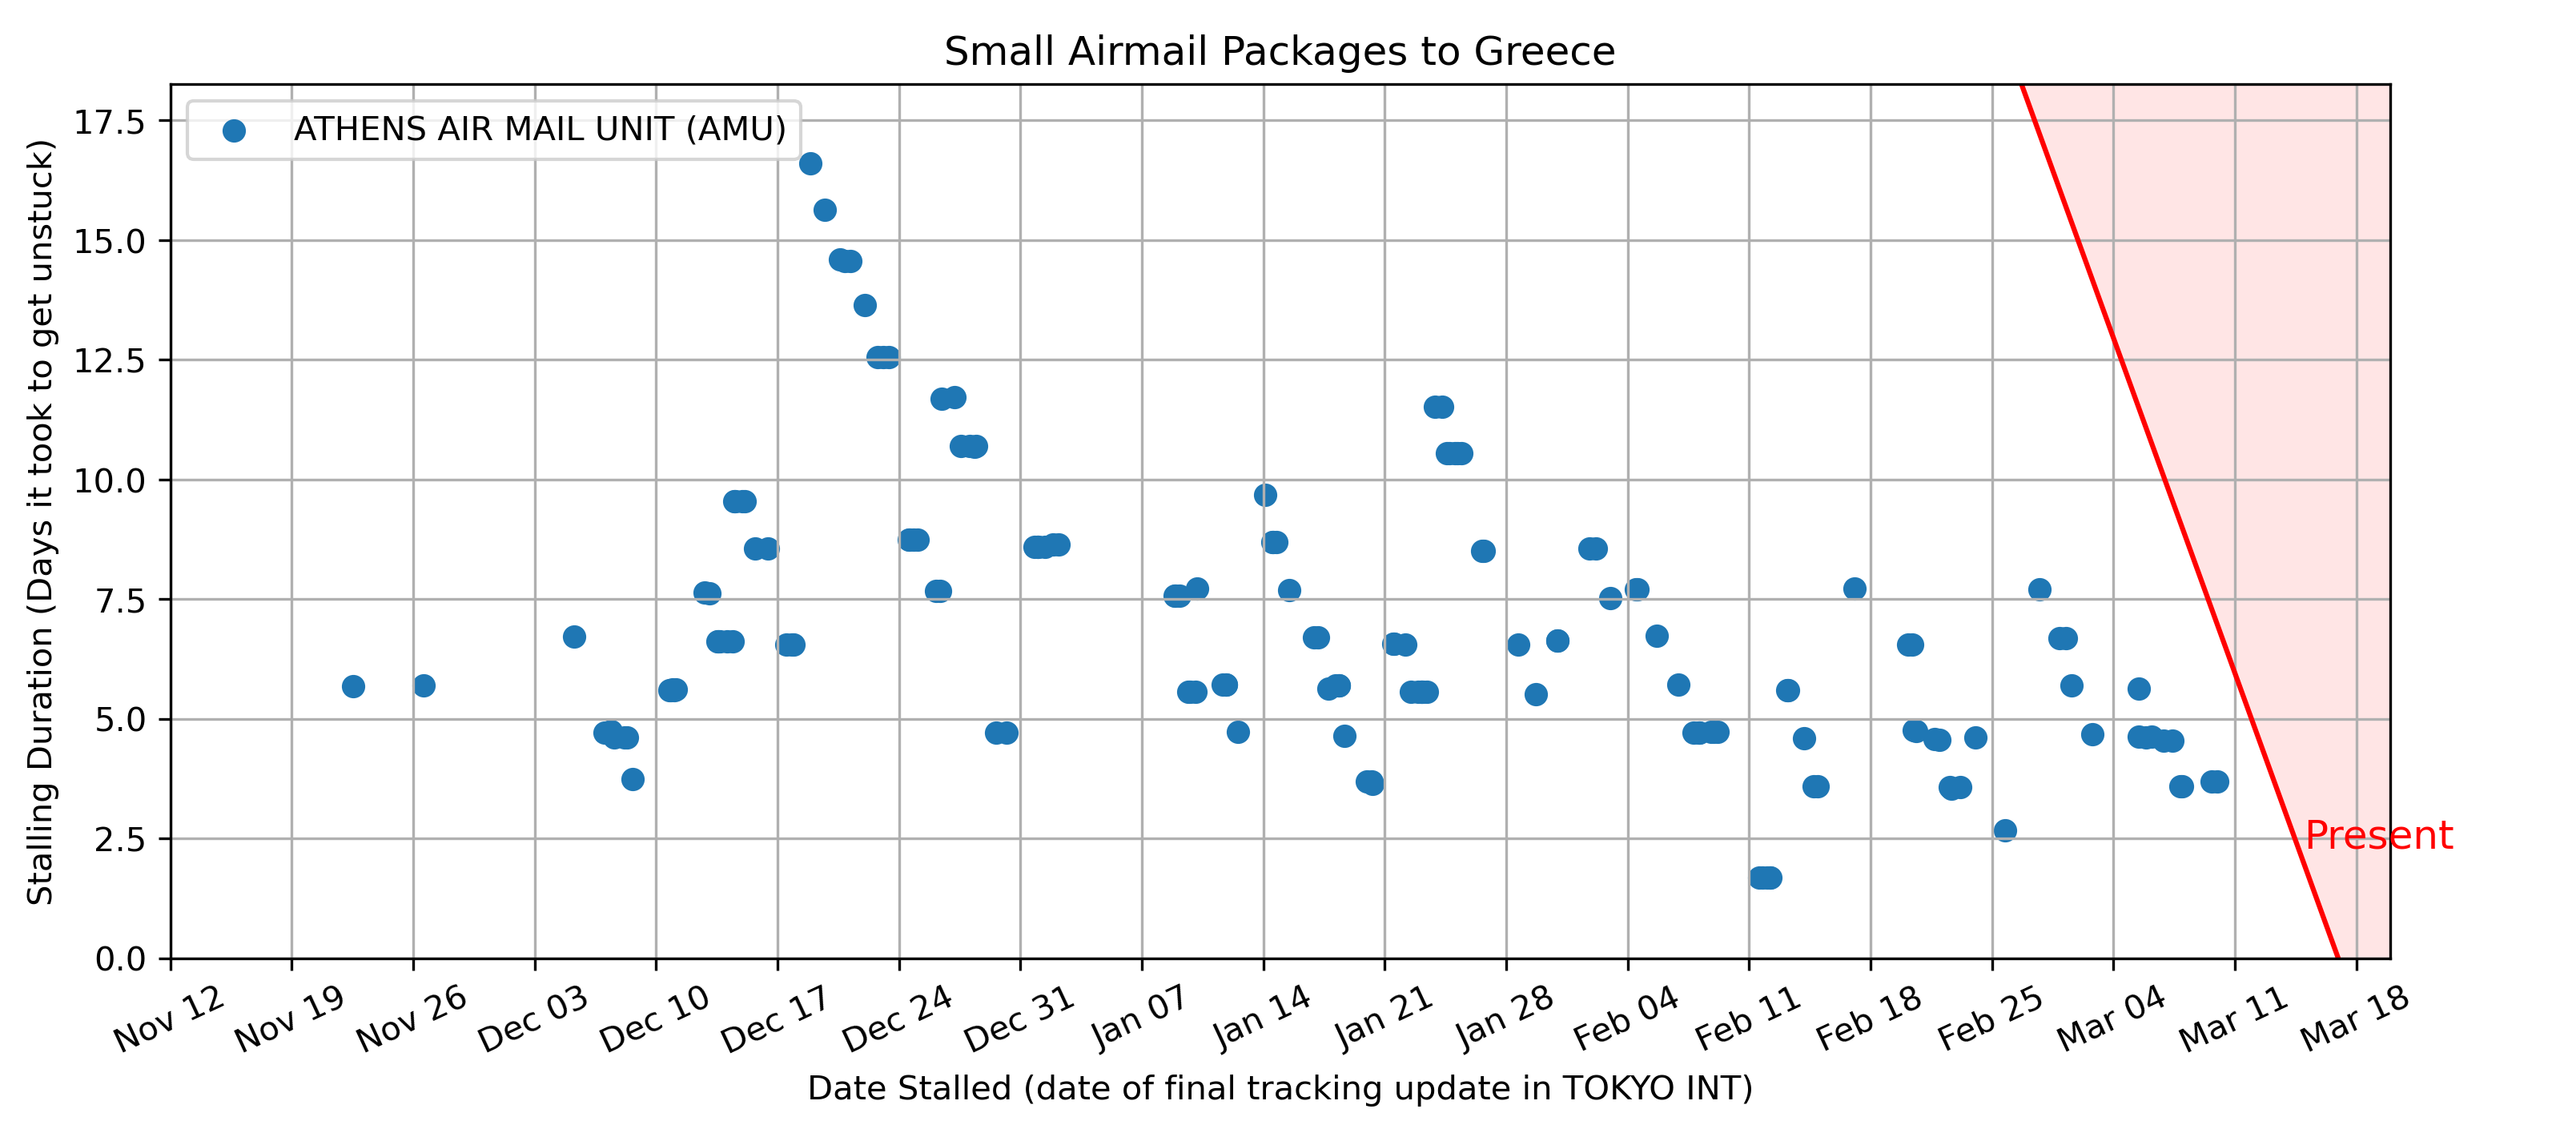 Small Airmail Packages to Greece
ATHENS AIR MAIL UNIT (AMU)
Stalling Duration (Days it took to get unstuck)
17.5
15.0
12.5
10.0
7.5
5.0
2.5
0.0
Present
Nov 12
Nov 19
Nov 26
Dec 03
Dec 10
Dec 17
Dec 24
Dec 31
Jan 07
Jan 14
Jan 21
Jan 28
Feb 04
Feb 11
Feb 18
Feb 25
Mar 04
Mar 11
Mar 18
Date Stalled (date of final tracking update in TOKYO INT)